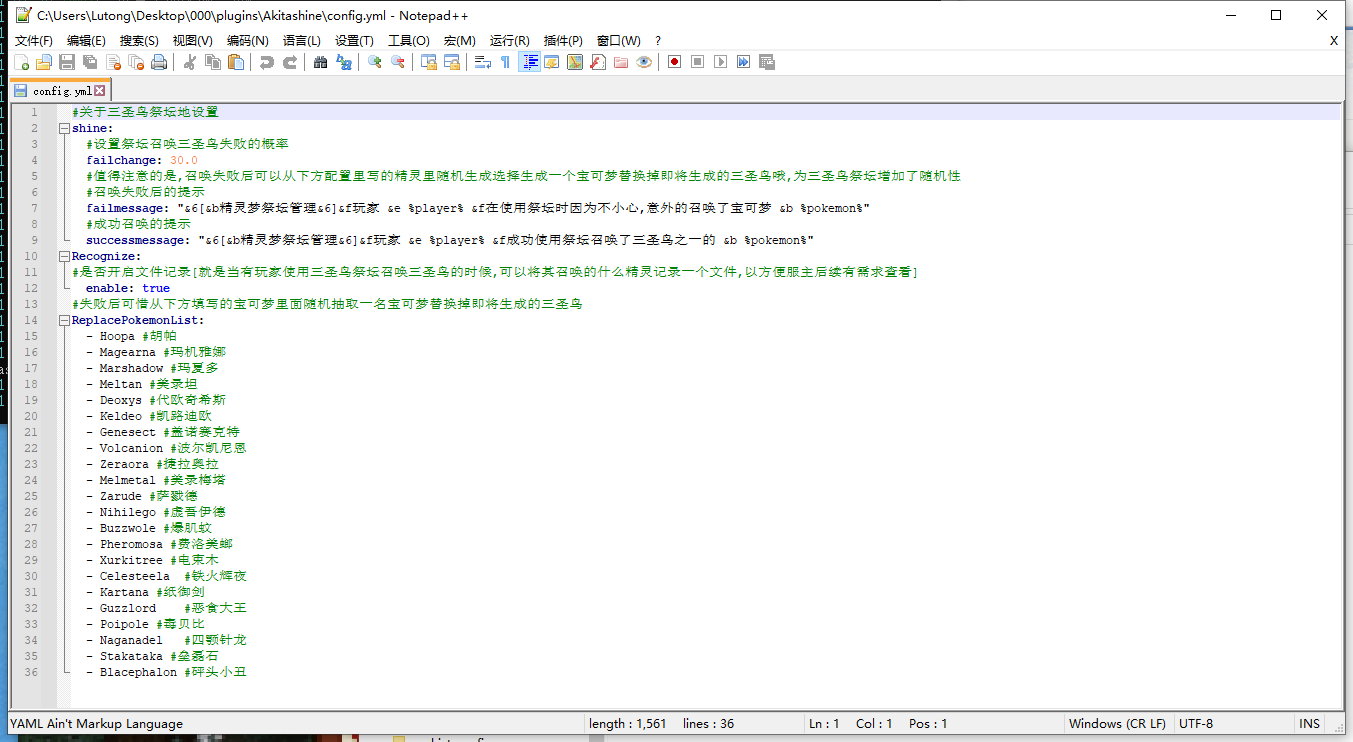 C:\Users\Lutong\Desktop\000\plugins\Akitashine\config.yml - Notepad++
文件(F) 编辑(E) 搜索(S) 视图(V) 编码(N) 语言(L) 设置(T) 工具(O) 宏(M) 运行(R) 插件(P) 窗口(W) ? X
config.yml
1 #关于三圣鸟祭坛地设置
2 shine:
3 #设置祭坛召唤三圣鸟失败的概率
4 failchange: 30.0
5 #值得注意的是,召唤失败后可以从下方配置里写的精灵里随机生成选择生成一个宝可梦替换掉即将生成的三圣鸟哦,为三圣鸟祭坛增加了随机性
6 #召唤失败后的提示
7 failmessage: "&6[&b精灵梦祭坛管理&6]&f玩家 &e %player% &f在使用祭坛时因为不小心,意外的召唤了宝可梦 &b %pokemon%"
8 #成功召唤的提示
9 successmessage: "&6[&b精灵梦祭坛管理&6]&f玩家 &e %player% &f成功使用祭坛召唤了三圣鸟之一的 &b %pokemon%"
10 Recognize:
11 #是否开启文件记录[就是当有玩家使用三圣鸟祭坛召唤三圣鸟的时候,可以将其召唤的什么精灵记录一个文件,以方便服主后续有需求查看]
12 enable: true
13 #失败后可惜从下方填写的宝可梦里面随机抽取一名宝可梦替换掉即将生成的三圣鸟
14 ReplacePokemonList:
15 - Hoopa #胡帕
16 - Magearna #玛机雅娜
17 - Marshadow #玛夏多
18 - Meltan #美录坦
19 - Deoxys #代欧奇希斯
20 - Keldeo #凯路迪欧
21 - Genesect #盖诺赛克特
22 - Volcanion #波尔凯尼恩
23 - Zeraora #捷拉奥拉
24 - Melmetal #美录梅塔
25 - Zarude #萨戮德
26 - Nihilego #虚吾伊德
27 - Buzzwole #爆肌蚊
28 - Pheromosa #费洛美螂
29 - Xurkitree #电束木
30 - Celesteela #铁火辉夜
31 - Kartana #纸御剑
32 - Guzzlord #恶食大王
33 - Poipole #毒贝比
34 - Naganadel #四颚针龙
35 - Stakataka #垒磊石
36 - Blacephalon #砰头小丑
YAML Ain't Markup Language length : 1,561 lines : 36 Ln : 1 Col : 1 Pos : 1 Windows (CR LF) UTF-8 INS